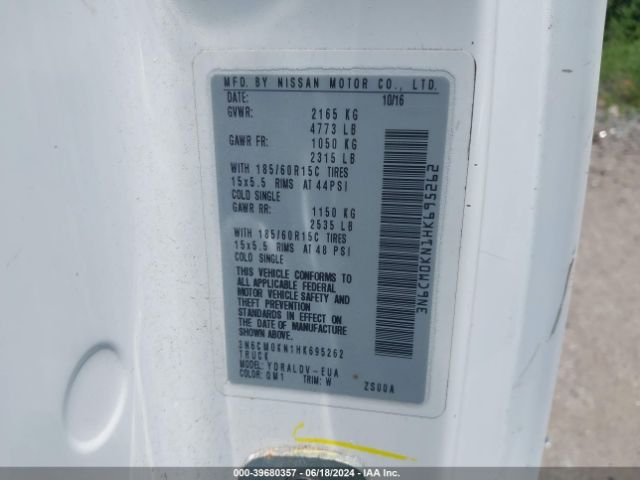 MFD. BY NISSAN MOTOR CO., LTD.
DATE: 10/16
GVWR: 2165 KG
4773 LB
GAWR FR: 1050 KG
2315 LB
WITH 185/60R15C TIRES
15x5.5 RIMS AT 44PSI
COLD SINGLE
GAWR RR: 1150 KG
2535 LB
WITH 185/60R15C TIRES
15x5.5 RIMS AT 48 PSI
COLD SINGLE
THIS VEHICLE CONFORMS TO
ALL APPLICABLE FEDERAL
MOTOR VEHICLE SAFETY AND
THEFT PREVENTION
STANDARDS IN EFFECT ON
THE DATE OF MANUFACTURE
SHOWN ABOVE.
3N6CM0KN1HK695262
TRUCK
MODEL: YDRALDV-EUA
COLOR: QM1 TRIM: W ZS00A
3N6CM0KN1HK695262
000-39680357 - 06/18/2024 - IAA Inc.